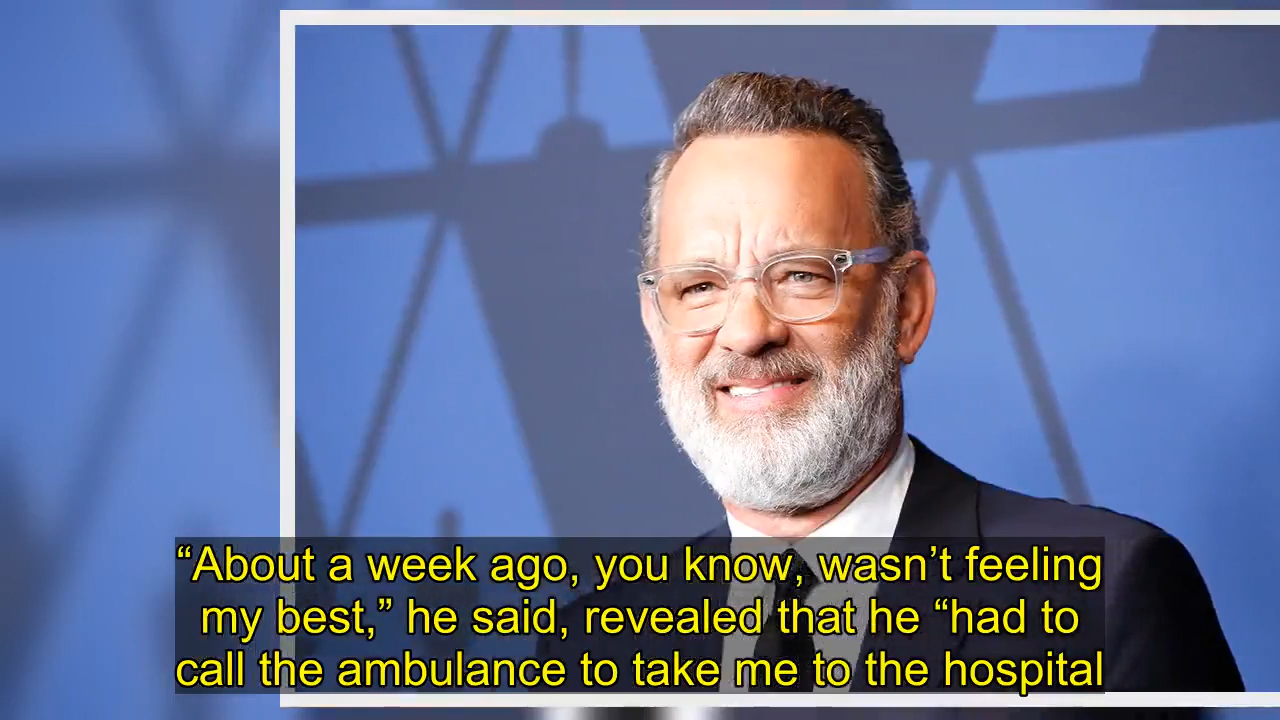 “About a week ago, you know, wasn’t feeling
my best,” he said, revealed that he “had to
call the ambulance to take me to the hospital